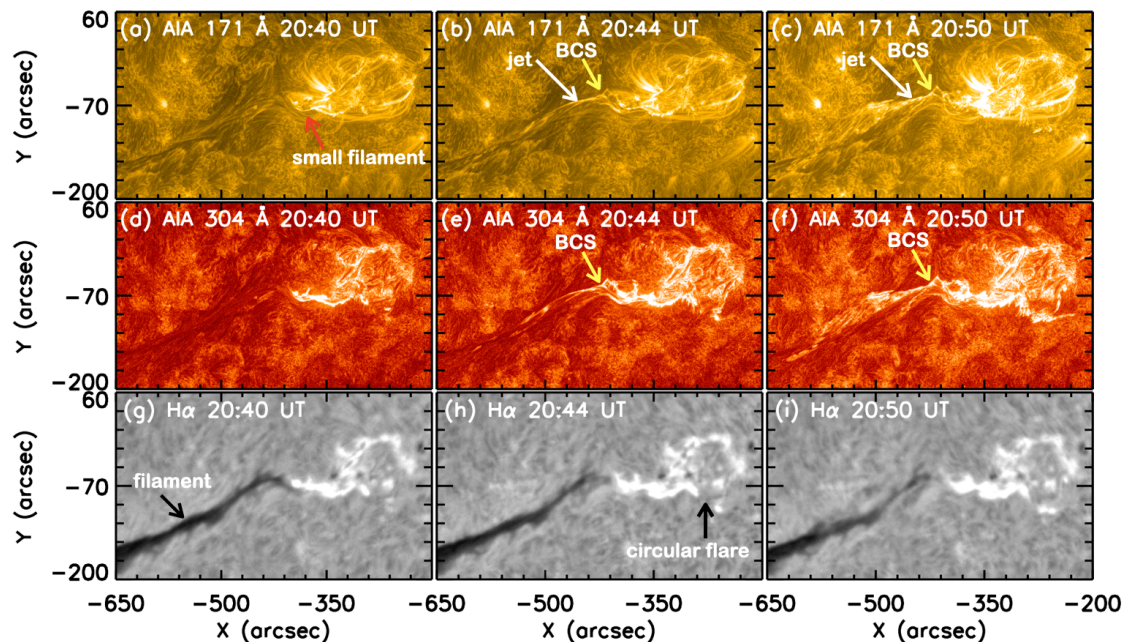 60
(a) AIA 171 Å 20:40 UT
(b) AIA 171 Å 20:44 UT
(c) AIA 171 Å 20:50 UT
BCS
BCS
jet
jet
Y (arcsec)
−70
small filament
−200
60
(d) AIA 304 Å 20:40 UT
(e) AIA 304 Å 20:44 UT
(f) AIA 304 Å 20:50 UT
BCS
BCS
Y (arcsec)
−70
−200
60
(g) Hα 20:40 UT
(h) Hα 20:44 UT
(i) Hα 20:50 UT
filament
Y (arcsec)
−70
circular flare
−200
−650 −500 −350 −650 −500 −350 −650 −500 −350 −200
X (arcsec) X (arcsec) X (arcsec)